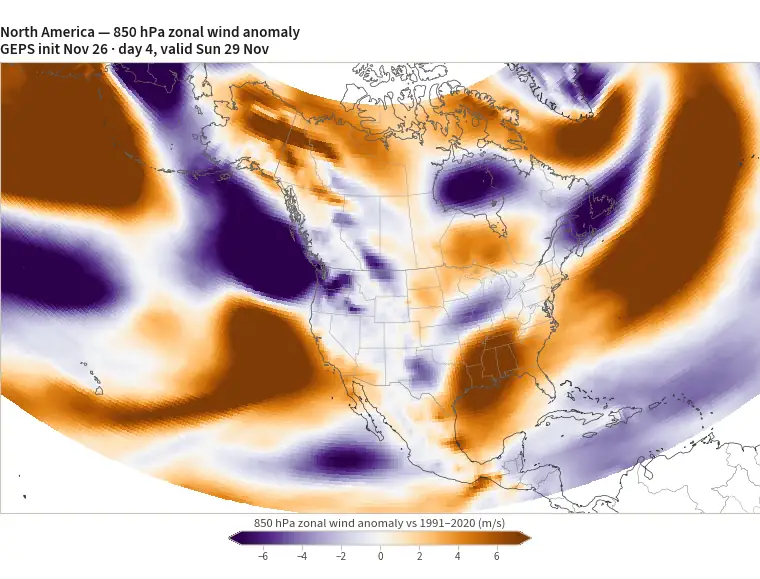 North America — 850 hPa zonal wind anomaly
GEPS init Nov 26 · day 4, valid Sun 29 Nov
850 hPa zonal wind anomaly vs 1991–2020 (m/s)
−6 −4 −2 0 2 4 6